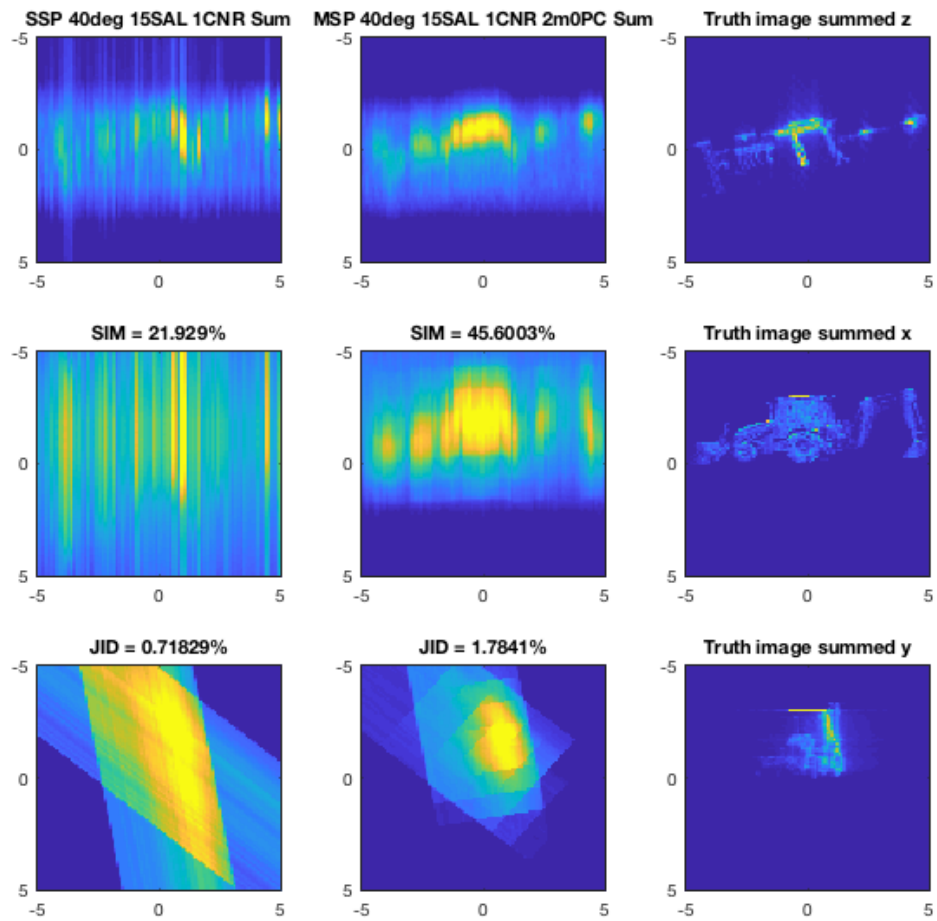 SSP 40deg 15SAL 1CNR Sum
MSP 40deg 15SAL 1CNR 2m0PC Sum
Truth image summed z
-5
0
5
-5 0 5
-5
0
5
-5 0 5
-5
0
5
-5 0 5
SIM = 21.929%
SIM = 45.6003%
Truth image summed x
-5
0
5
-5 0 5
-5
0
5
-5 0 5
-5
0
5
-5 0 5
JID = 0.71829%
JID = 1.7841%
Truth image summed y
-5
0
5
-5 0 5
-5
0
5
-5 0 5
-5
0
5
-5 0 5